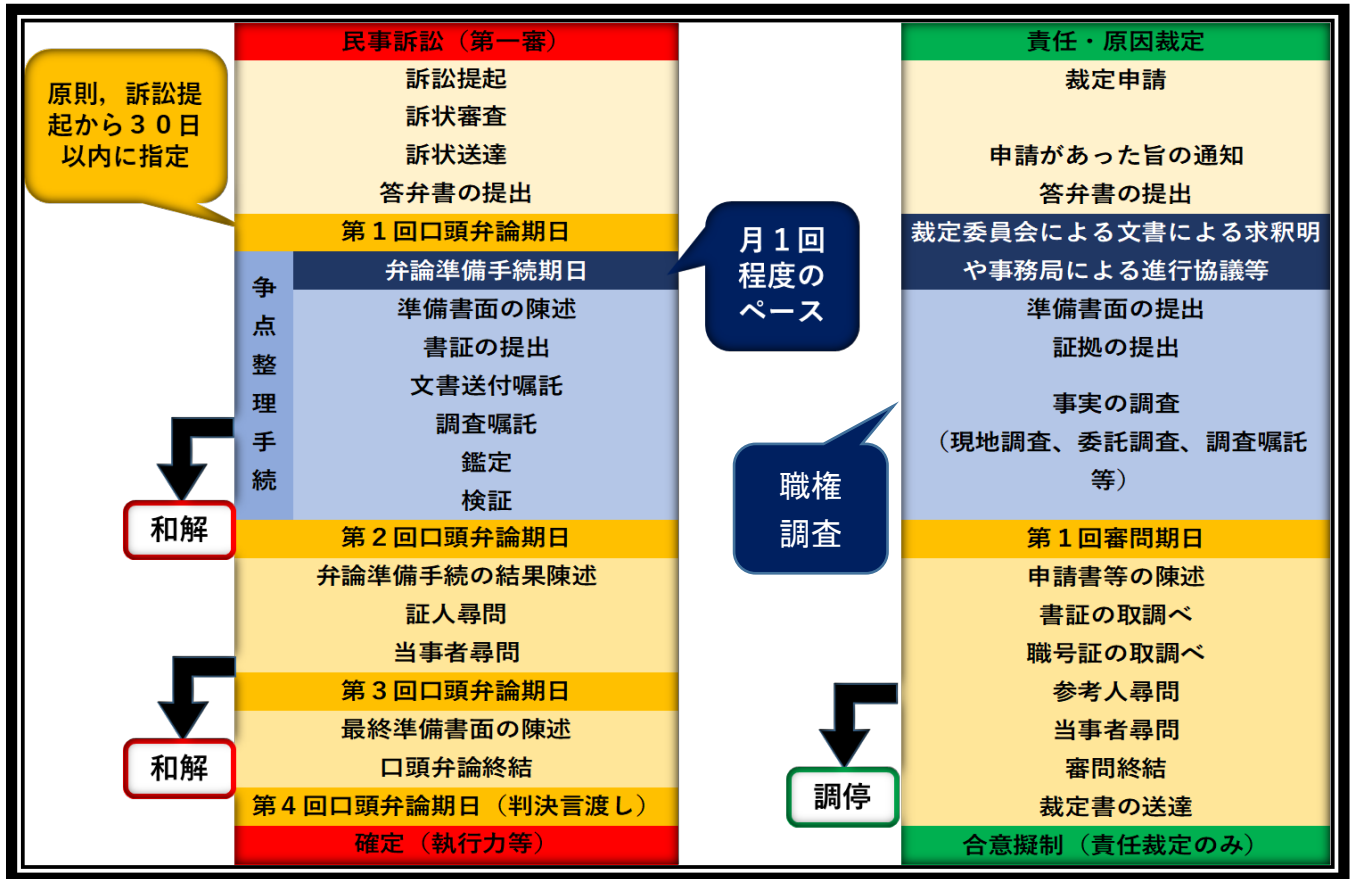 民事訴訟（第一審）
訴訟提起
訴状審査
訴状送達
答弁書の提出
第１回口頭弁論期日
弁論準備手続期日
準備書面の陳述
書証の提出
文書送付嘱託
調査嘱託
鑑定
検証
第２回口頭弁論期日
弁論準備手続の結果陳述
証人尋問
当事者尋問
第３回口頭弁論期日
最終準備書面の陳述
口頭弁論終結
第４回口頭弁論期日（判決言渡し）
確定（執行力等）
原則，訴訟提
起から３０日
以内に指定
争点整理手続
和解
和解
月１回
程度の
ペース
職権
調査
責任・原因裁定
裁定申請
申請があった旨の通知
答弁書の提出
裁定委員会による文書による求釈明
や事務局による進行協議等
準備書面の提出
証拠の提出
事実の調査
（現地調査、委託調査、調査嘱託
等）
第１回審問期日
申請書等の陳述
書証の取調べ
職号証の取調べ
参考人尋問
当事者尋問
審問終結
裁定書の送達
合意擬制（責任裁定のみ）
調停